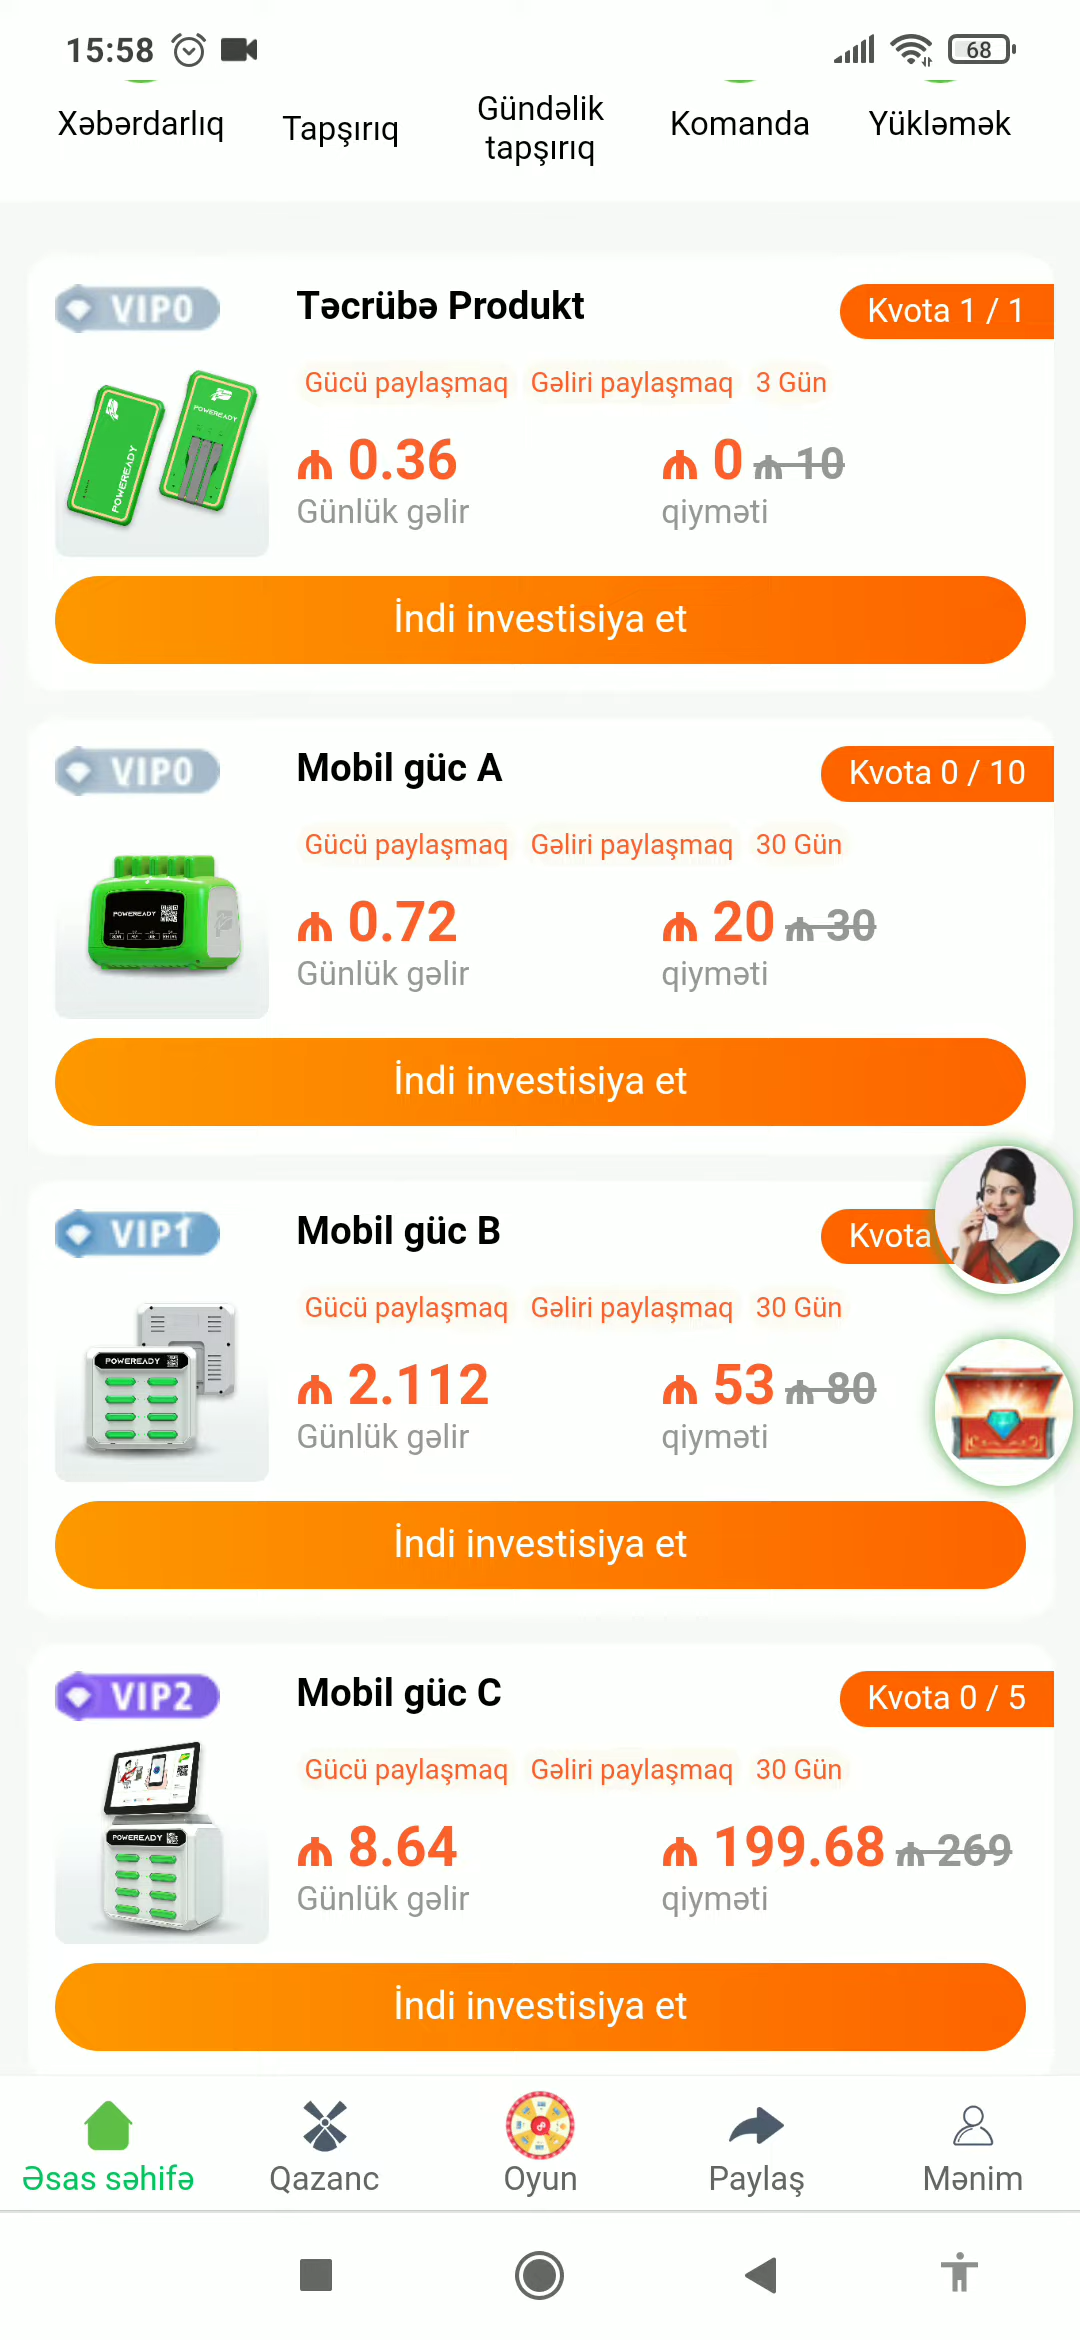 15:58
68
Xəbərdarlıq
Tapşırıq
Gündəlik
tapşırıq
Komanda
Yükləmək
VIP0
Təcrübə Produkt
Kvota 1 / 1
Gücü paylaşmaq Gəliri paylaşmaq 3 Gün
POWEREADY
POWEREADY
₼ 0.36
₼ 0 ₼ 10
Günlük gəlir
qiyməti
İndi investisiya et
VIP0
Mobil güc A
Kvota 0 / 10
Gücü paylaşmaq Gəliri paylaşmaq 30 Gün
POWEREADY
₼ 0.72
₼ 20 ₼ 30
Günlük gəlir
qiyməti
İndi investisiya et
VIP1
Mobil güc B
Kvota
Gücü paylaşmaq Gəliri paylaşmaq 30 Gün
POWEREADY
₼ 2.112
₼ 53 ₼ 80
Günlük gəlir
qiyməti
İndi investisiya et
VIP2
Mobil güc C
Kvota 0 / 5
Gücü paylaşmaq Gəliri paylaşmaq 30 Gün
POWEREADY
₼ 8.64
₼ 199.68 ₼ 269
Günlük gəlir
qiyməti
İndi investisiya et
Əsas səhifə
Qazanc
Oyun
Paylaş
Mənim